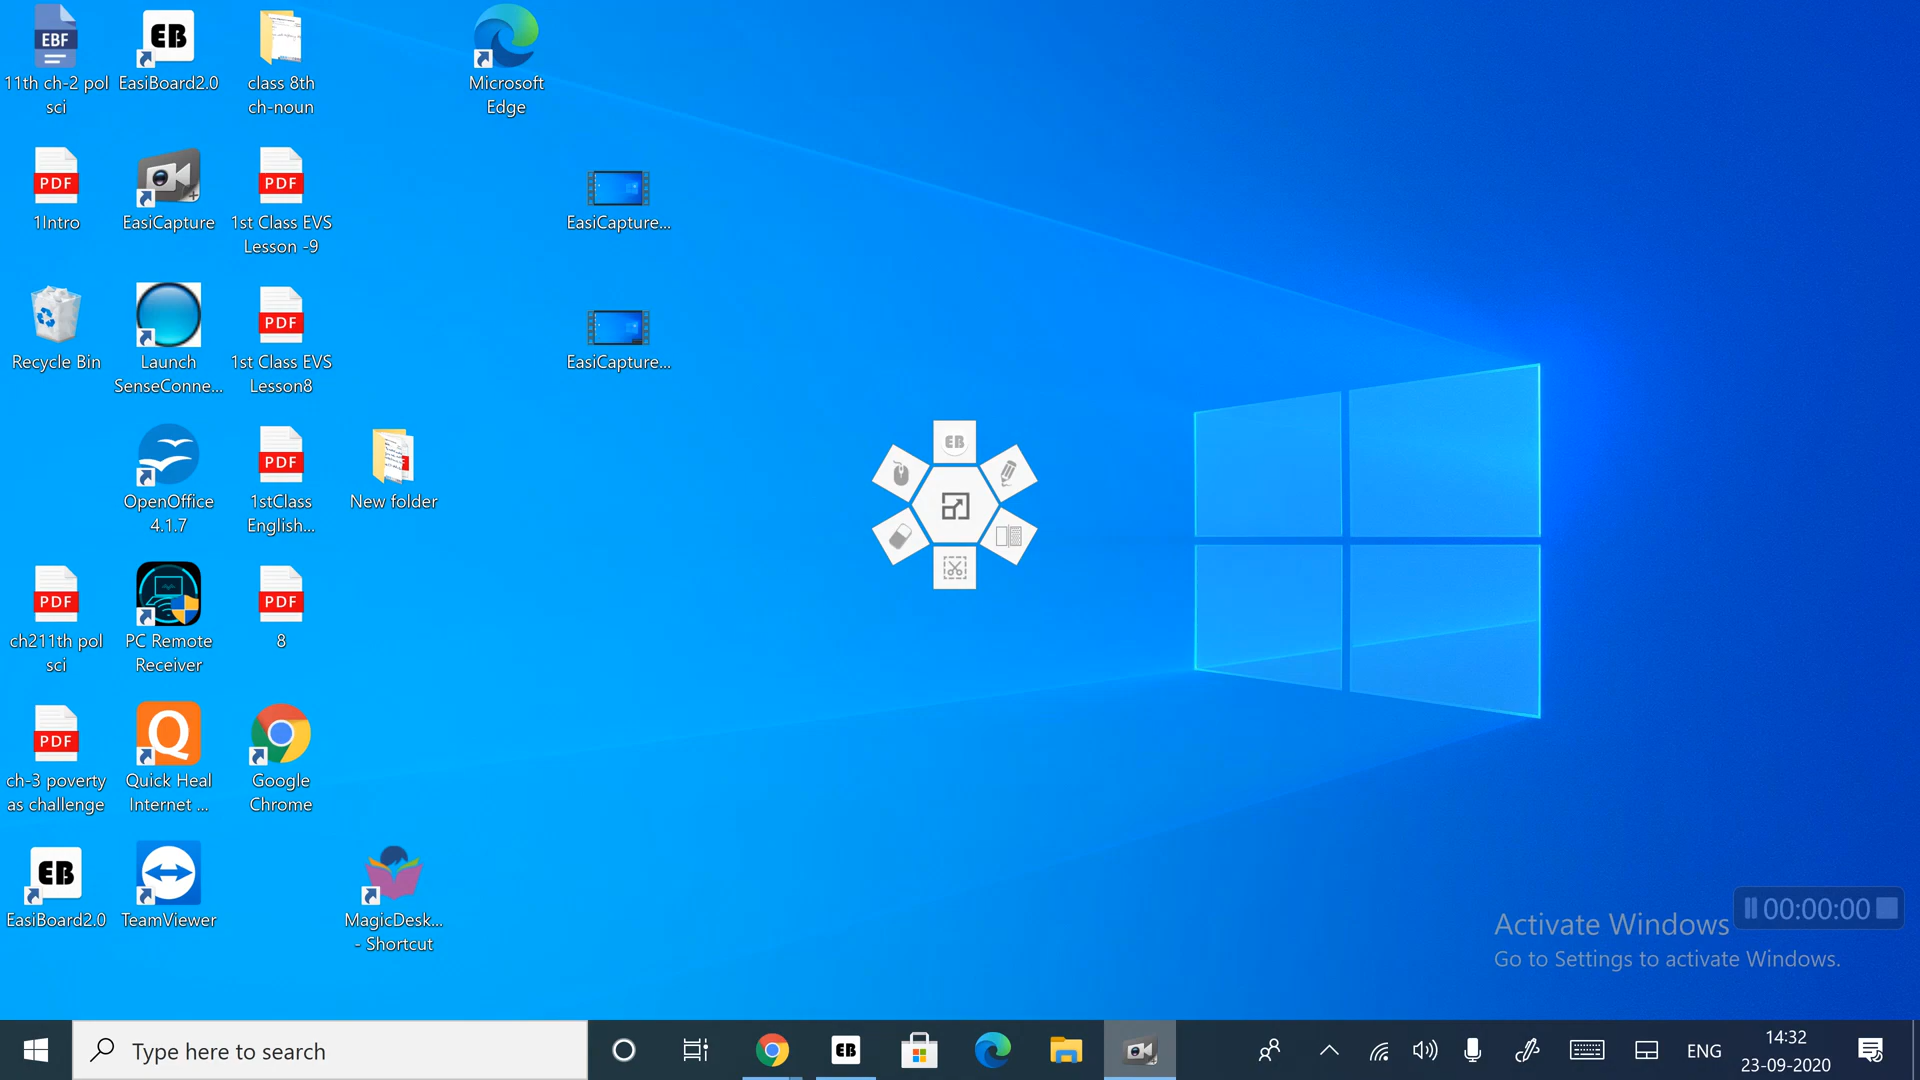 EBF
11th ch-2 pol
sci
EB
EasiBoard2.0
class 8th
ch-noun
Microsoft
Edge
PDF
1Intro
EasiCapture
PDF
1st Class EVS
Lesson -9
EasiCapture...
Recycle Bin
Launch
SenseConne...
PDF
1st Class EVS
Lesson8
EasiCapture...
OpenOffice
4.1.7
PDF
1stClass
English...
New folder
EB
PDF
ch211th pol
sci
PC Remote
Receiver
PDF
8
PDF
ch-3 poverty
as challenge
Quick Heal
Internet ...
Google
Chrome
EB
EasiBoard2.0
TeamViewer
MagicDesk...
- Shortcut
00:00:00
Activate Windows
Go to Settings to activate Windows.
Type here to search
EB
ENG
14:32
23-09-2020